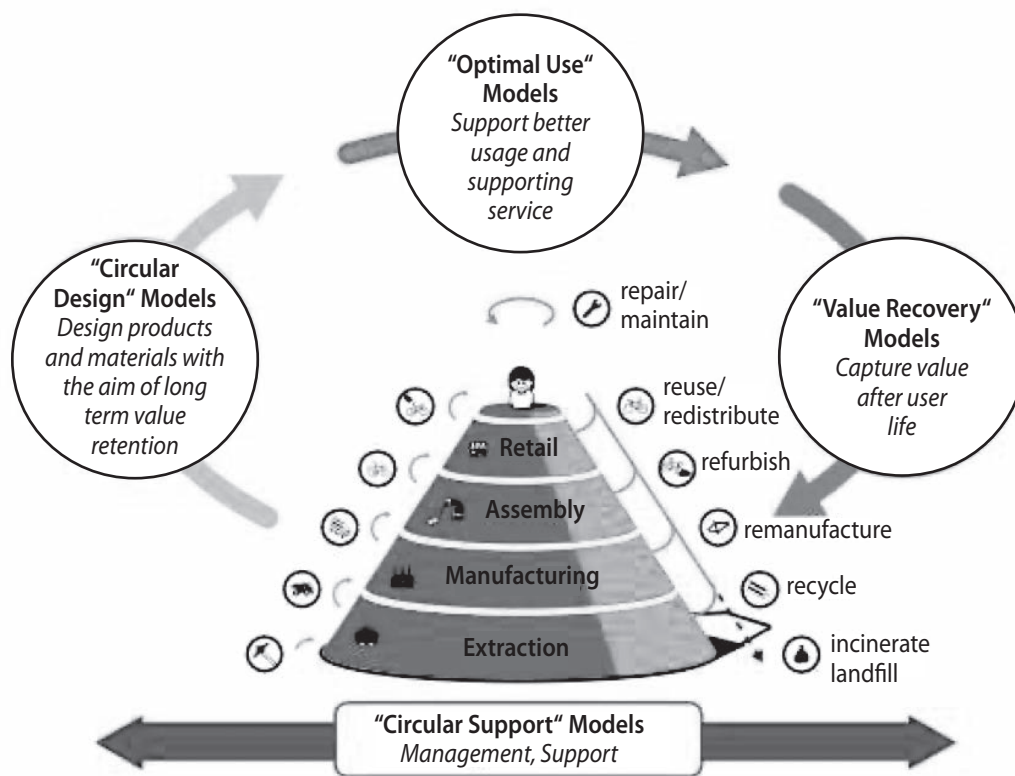 “Optimal Use“
Models
Support better
usage and
supporting
service
“Circular
Design“ Models
Design products
and materials with
the aim of long
term value
retention
“Value Recovery“
Models
Capture value
after user
life
repair/
maintain
reuse/
redistribute
refurbish
remanufacture
recycle
incinerate
landfill
Retail
Assembly
Manufacturing
Extraction
“Circular Support“ Models
Management, Support